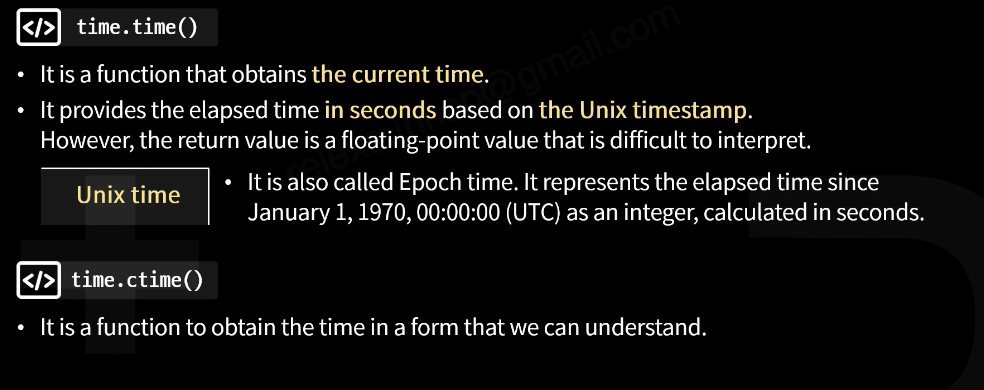 </> time.time()
• It is a function that obtains the current time.
• It provides the elapsed time in seconds based on the Unix timestamp.
However, the return value is a floating-point value that is difficult to interpret.
Unix time
• It is also called Epoch time. It represents the elapsed time since
January 1, 1970, 00:00:00 (UTC) as an integer, calculated in seconds.
</> time.ctime()
• It is a function to obtain the time in a form that we can understand.
@gmail.com